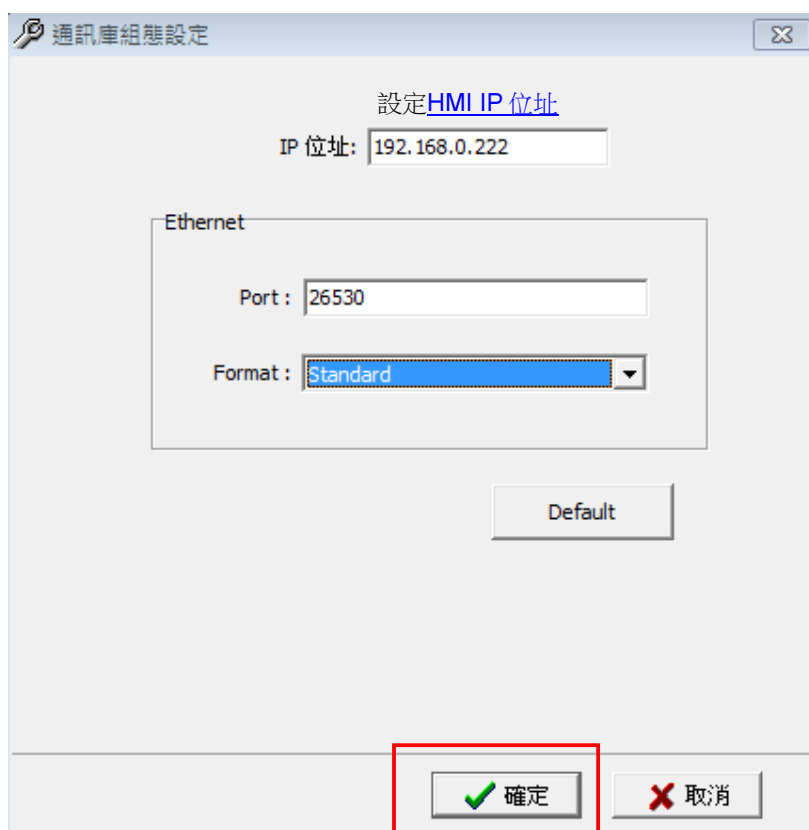 通訊庫組態設定
設定HMI IP 位址
IP 位址: 192.168.0.222
Ethernet
Port : 26530
Format : Standard
Default
確定 取消